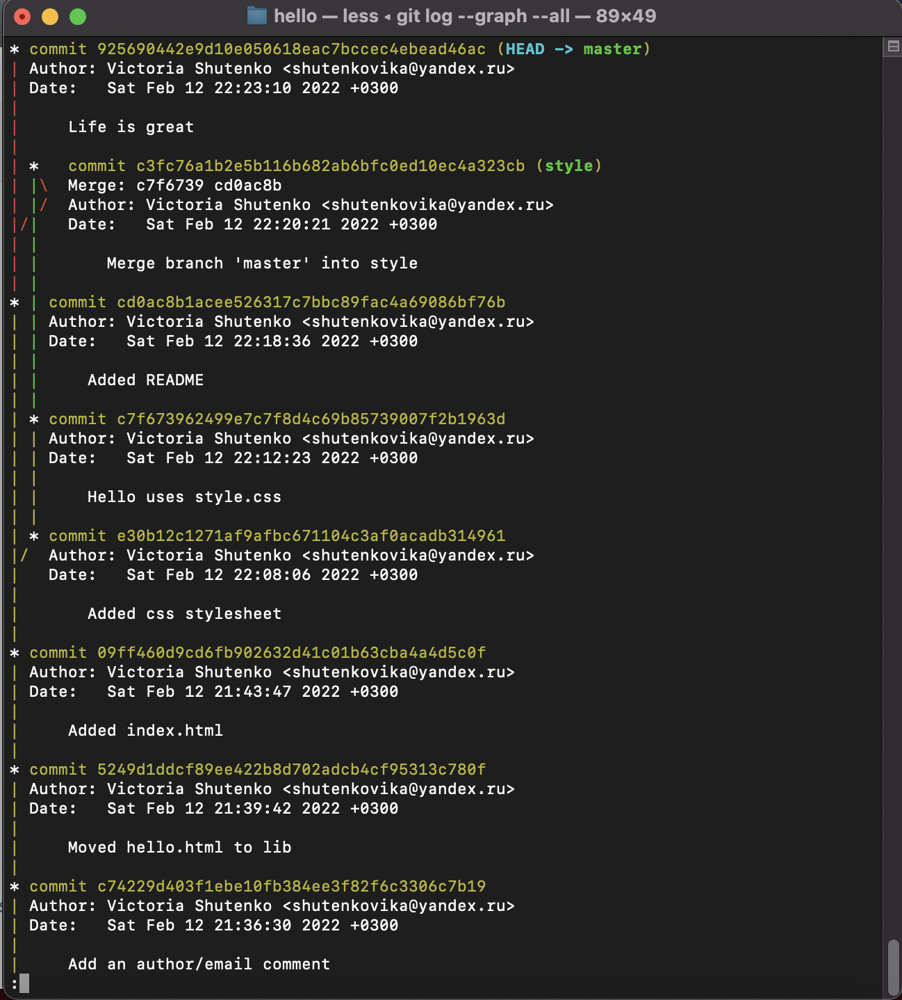 hello — less ◂ git log --graph --all — 89×49
* commit 925690442e9d10e050618eac7bccec4ebead46ac (HEAD -> master)
| Author: Victoria Shutenko <shutenkovika@yandex.ru>
| Date:   Sat Feb 12 22:23:10 2022 +0300
|
|     Life is great
|
| *   commit c3fc76a1b2e5b116b682ab6bfc0ed10ec4a323cb (style)
| |\  Merge: c7f6739 cd0ac8b
| |/  Author: Victoria Shutenko <shutenkovika@yandex.ru>
|/|   Date:   Sat Feb 12 22:20:21 2022 +0300
| |
| |       Merge branch 'master' into style
| |
* | commit cd0ac8b1acee526317c7bbc89fac4a69086bf76b
| | Author: Victoria Shutenko <shutenkovika@yandex.ru>
| | Date:   Sat Feb 12 22:18:36 2022 +0300
| |
| |     Added README
| |
| * commit c7f673962499e7c7f8d4c69b85739007f2b1963d
| | Author: Victoria Shutenko <shutenkovika@yandex.ru>
| | Date:   Sat Feb 12 22:12:23 2022 +0300
| |
| |     Hello uses style.css
| |
| * commit e30b12c1271af9afbc671104c3af0acadb314961
|/  Author: Victoria Shutenko <shutenkovika@yandex.ru>
|   Date:   Sat Feb 12 22:08:06 2022 +0300
|
|       Added css stylesheet
|
* commit 09ff460d9cd6fb902632d41c01b63cba4a4d5c0f
| Author: Victoria Shutenko <shutenkovika@yandex.ru>
| Date:   Sat Feb 12 21:43:47 2022 +0300
|
|     Added index.html
|
* commit 5249d1ddcf89ee422b8d702adcb4cf95313c780f
| Author: Victoria Shutenko <shutenkovika@yandex.ru>
| Date:   Sat Feb 12 21:39:42 2022 +0300
|
|     Moved hello.html to lib
|
* commit c74229d403f1ebe10fb384ee3f82f6c3306c7b19
| Author: Victoria Shutenko <shutenkovika@yandex.ru>
| Date:   Sat Feb 12 21:36:30 2022 +0300
|
|     Add an author/email comment
: